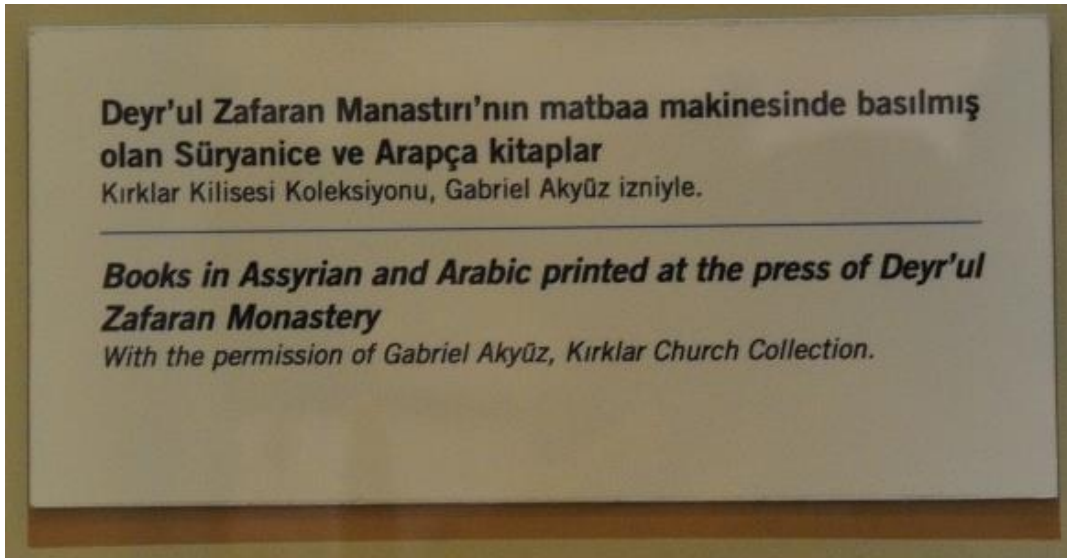 Deyr'ul Zafaran Manastırı'nın matbaa makinesinde basılmış
olan Süryanice ve Arapça kitaplar
Kırklar Kilisesi Koleksiyonu, Gabriel Akyüz izniyle.
Books in Assyrian and Arabic printed at the press of Deyr'ul
Zafaran Monastery
With the permission of Gabriel Akyüz, Kırklar Church Collection.